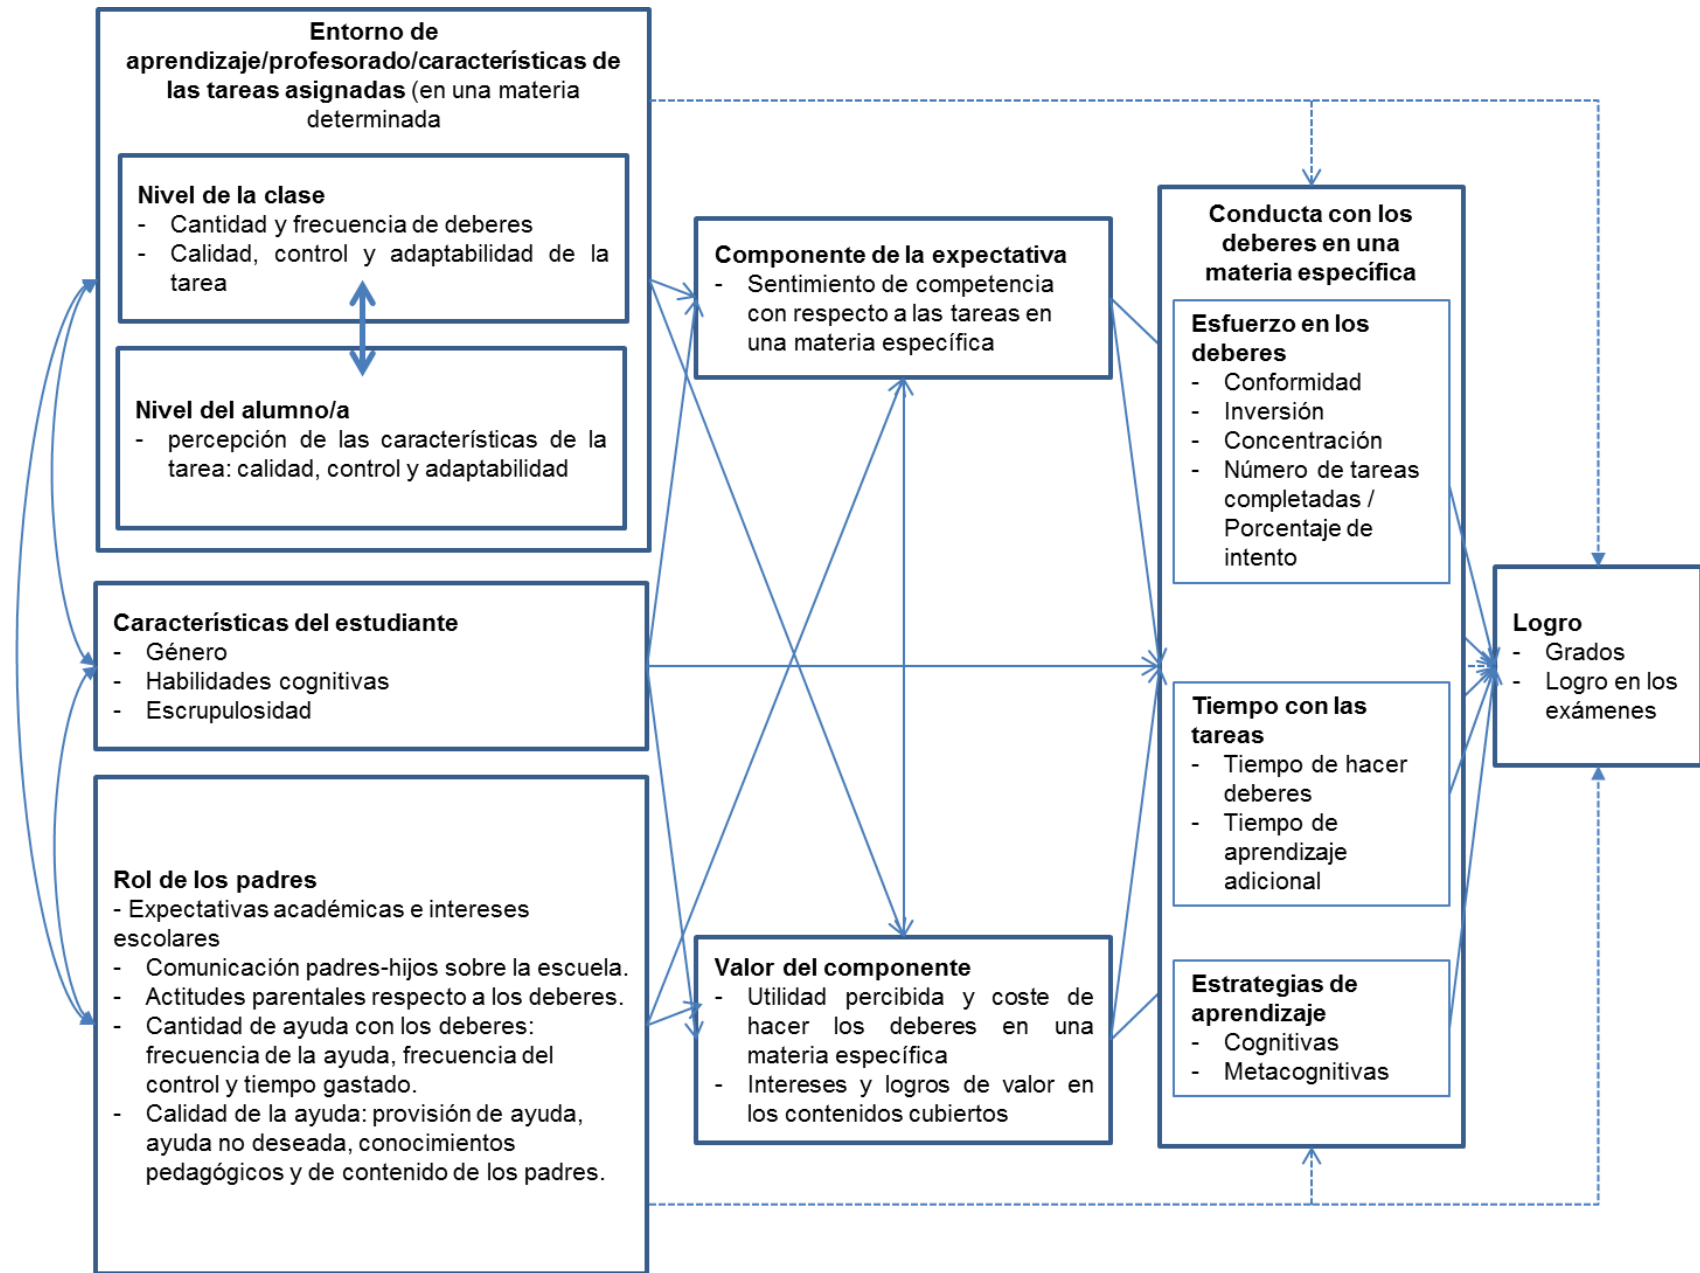 Entorno de
aprendizaje/profesorado/características de
las tareas asignadas (en una materia
determinada
Nivel de la clase
- Cantidad y frecuencia de deberes
- Calidad, control y adaptabilidad de la
tarea
Nivel del alumno/a
- percepción de las características de la
tarea: calidad, control y adaptabilidad
Características del estudiante
- Género
- Habilidades cognitivas
- Escrupulosidad
Rol de los padres
- Expectativas académicas e intereses
escolares
- Comunicación padres-hijos sobre la escuela.
- Actitudes parentales respecto a los deberes.
- Cantidad de ayuda con los deberes:
frecuencia de la ayuda, frecuencia del
control y tiempo gastado.
- Calidad de la ayuda: provisión de ayuda,
ayuda no deseada, conocimientos
pedagógicos y de contenido de los padres.
Componente de la expectativa
- Sentimiento de competencia
con respecto a las tareas en
una materia específica
Valor del componente
- Utilidad percibida y coste de
hacer los deberes en una
materia específica
- Intereses y logros de valor en
los contenidos cubiertos
Conducta con los
deberes en una
materia específica
Esfuerzo en los
deberes
- Conformidad
- Inversión
- Concentración
- Número de tareas
completadas /
Porcentaje de
intento
Tiempo con las
tareas
- Tiempo de hacer
deberes
- Tiempo de
aprendizaje
adicional
Estrategias de
aprendizaje
- Cognitivas
- Metacognitivas
Logro
- Grados
- Logro en los
exámenes